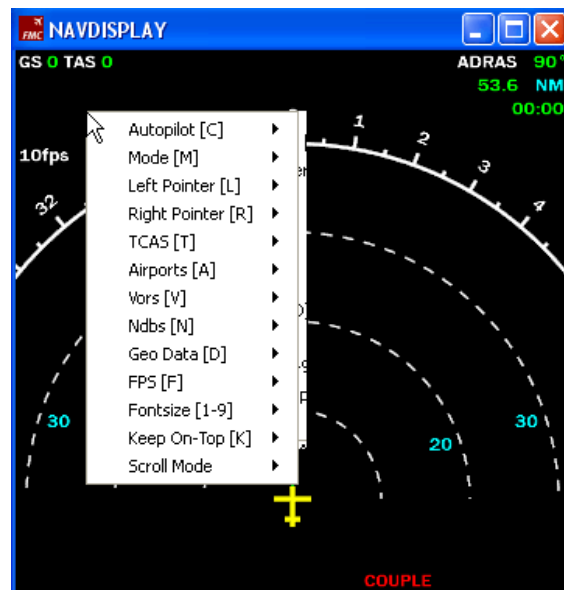 FMC NAVDISPLAY
GS 0 TAS 0
ADRAS 90°
53.6 NM
00:00
10fps
32
1
2
3
4
Autopilot [C]
Mode [M]
Left Pointer [L]
Right Pointer [R]
TCAS [T]
Airports [A]
Vors [V]
Ndbs [N]
Geo Data [D]
FPS [F]
Fontsize [1-9]
Keep On-Top [K]
Scroll Mode
30
20
30
COUPLE